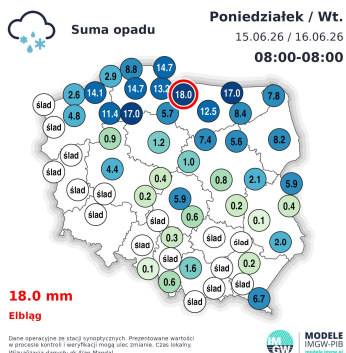 Suma opadu
Poniedziałek / Wt.
15.06.26 / 16.06.26
08:00-08:00
14.7
8.8
2.9
14.7
13.2
18.0
17.0
7.8
2.6
14.1
ślad
4.8
11.4
17.0
5.7
12.5
8.4
ślad
0.9
1.2
7.4
5.6
8.2
ślad
1.0
ślad
4.4
0.4
0.8
2.1
5.9
ślad
ślad
0.2
5.9
0.2
0.4
ślad
0.6
0.1
0.3
ślad
ślad
ślad
2.0
0.1
1.6
ślad
0.2
0.6
ślad
ślad
6.7
ślad
18.0 mm
Elbląg
Dane operacyjne ze stacji synoptycznych. Prezentowane wartości
w procesie kontroli i weryfikacji mogą ulec zmianie. Czas lokalny.
IMGW
MODELE
IMGW-PIB